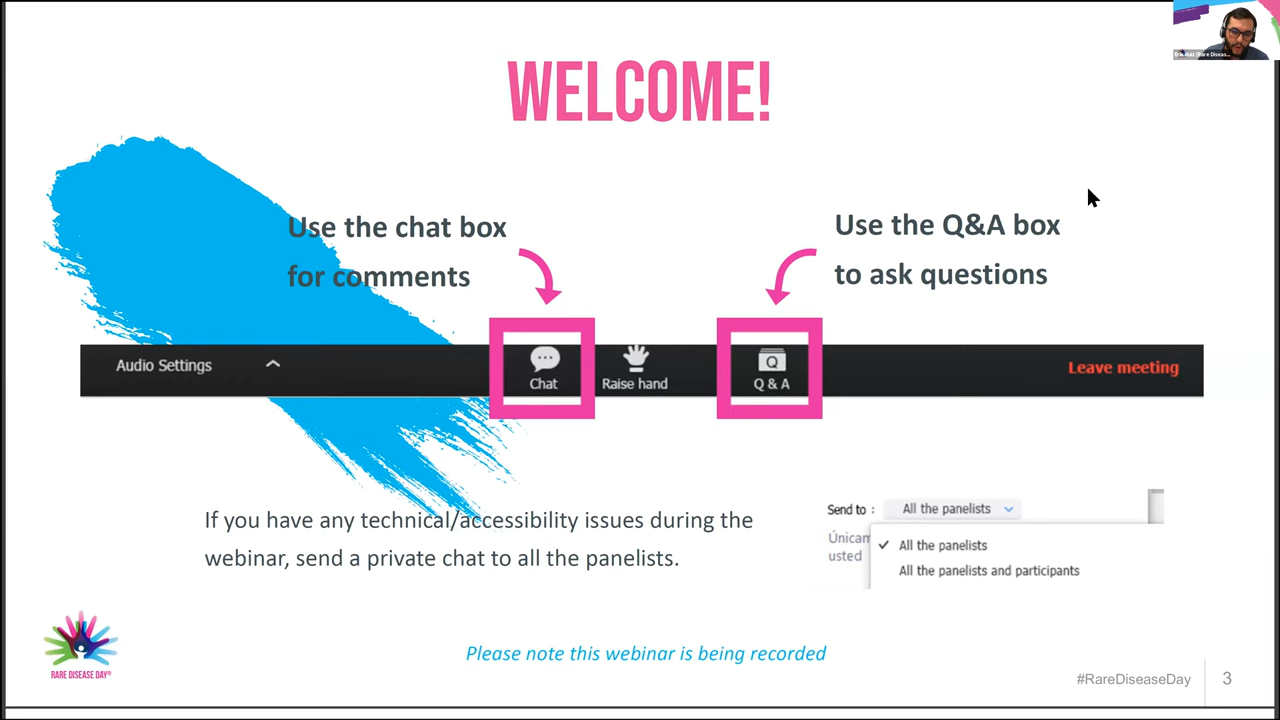 WELCOME!
Use the chat box
for comments
Use the Q&A box
to ask questions
Audio Settings
Chat
Raise hand
Q
Q & A
Leave meeting
If you have any technical/accessibility issues during the
webinar, send a private chat to all the panelists.
Send to :
All the panelists
usted
All the panelists
All the panelists and participants
RARE DISEASE DAY®
Please note this webinar is being recorded
#RareDiseaseDay
3